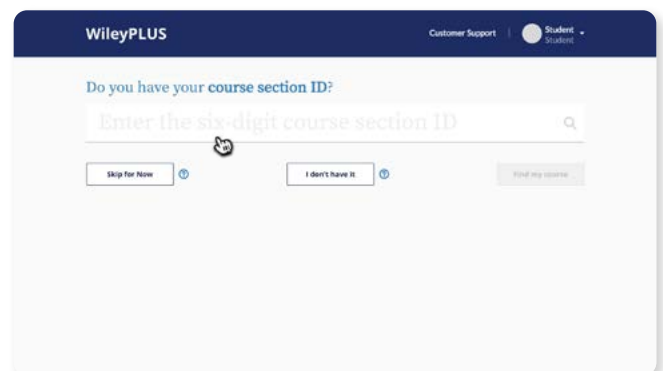 WileyPLUS
Customer Support
Student
Student
Do you have your course section ID?
Enter the six-digit course section ID
Skip for Now
I don't have it
Find my course